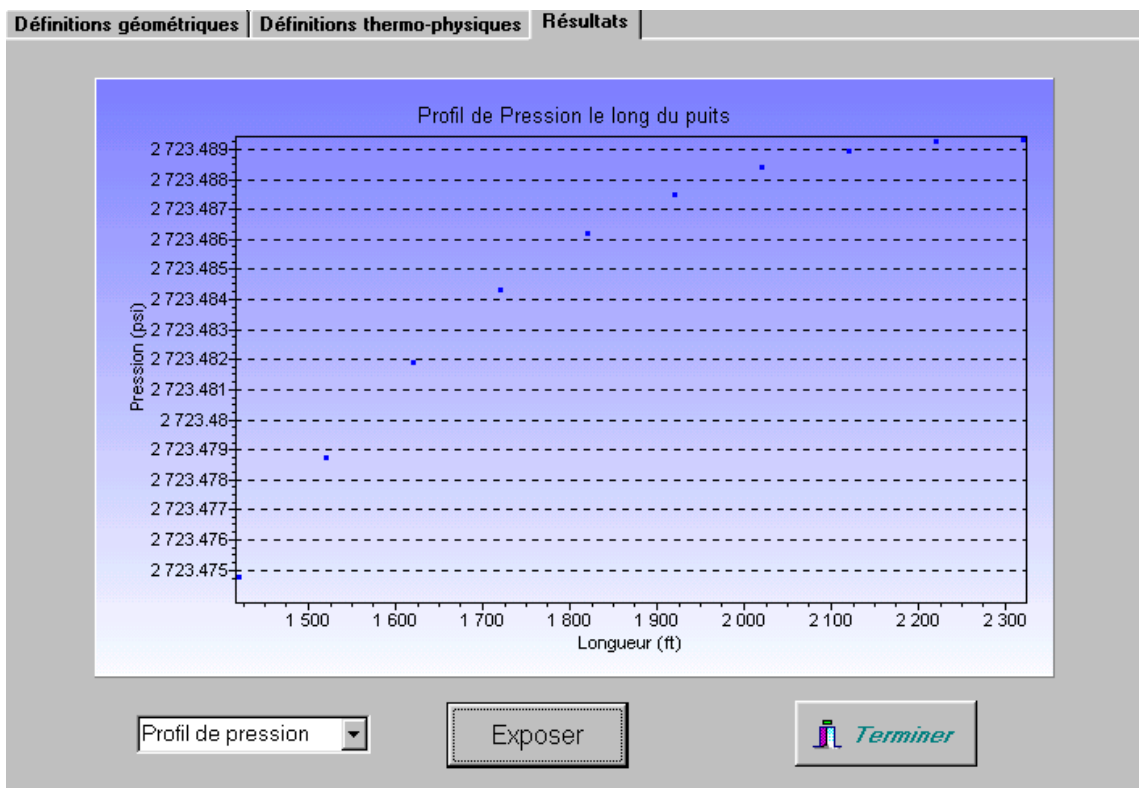 Définitions géométriques Définitions thermo-physiques Résultats
Profil de Pression le long du puits
2 723.489
2 723.488
2 723.487
2 723.486
2 723.485
2 723.484
2 723.483
2 723.482
2 723.481
2 723.48
2 723.479
2 723.478
2 723.477
2 723.476
2 723.475
Pression (psi)
1 500 1 600 1 700 1 800 1 900 2 000 2 100 2 200 2 300
Longueur (ft)
Profil de pression Exposer Terminer